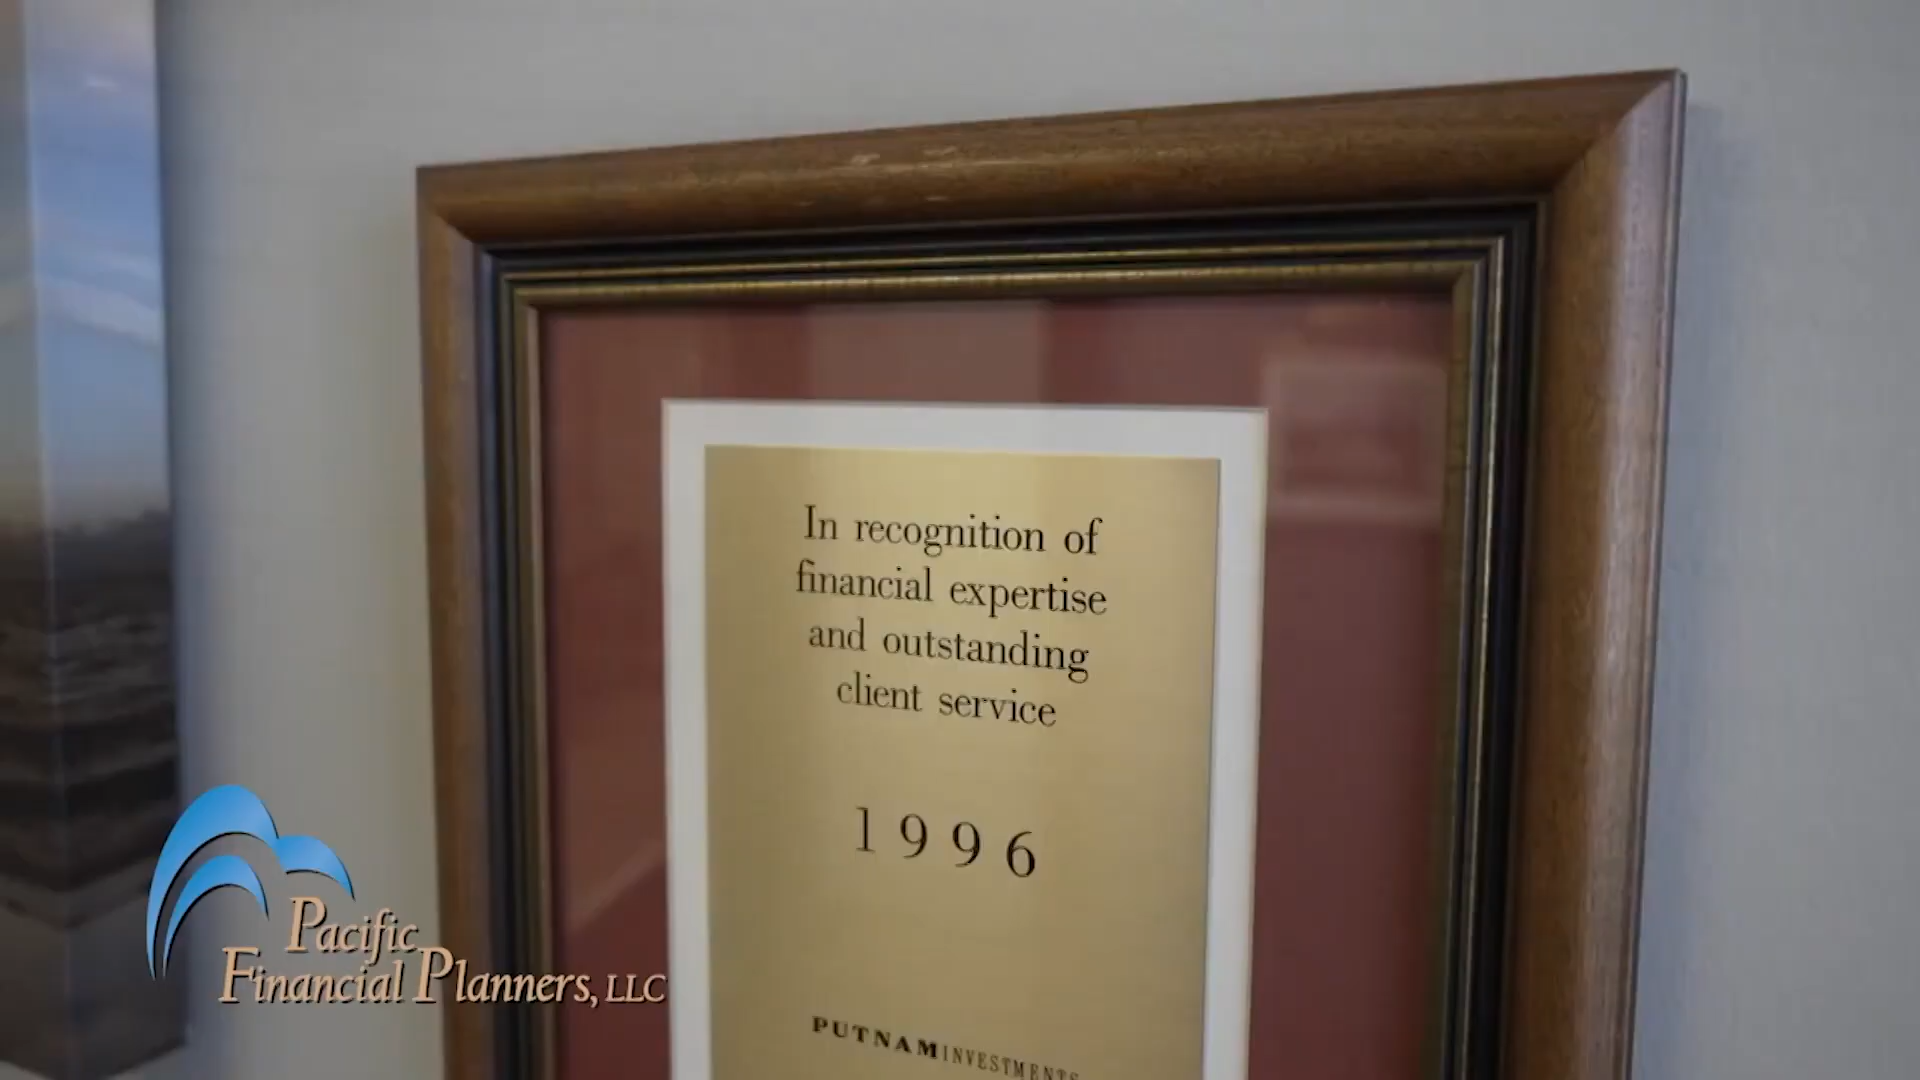 In recognition of
financial expertise
and outstanding
client service
1996
PUTNAM INVESTMENTS
Pacific
Financial Planners, LLC